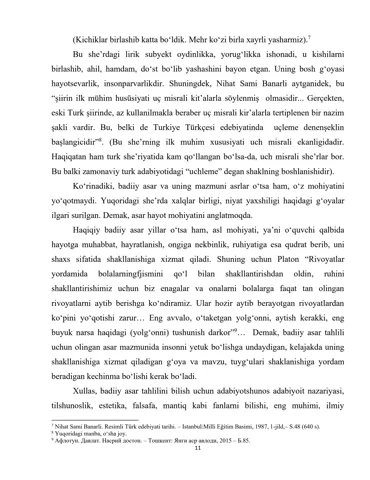 (Kichiklar birlashib katta bo‘ldik. Mehr ko‘zi birla xayrli yasharmiz).7
Bu she’rdagi lirik subyekt oydinlikka, yorug‘likka ishonadi, u kishilarni
birlashib, ahil, hamdam, do‘st bo‘lib yashashini bayon etgan. Uning bosh g‘oyasi
hayotsevarlik, insonparvarlikdir. Shuningdek, Nihat Sami Banarli aytganidek, bu
“şiirin ilk mühim husûsiyati uç misrali kit’alarla söylenmiş olmasidir... Gerçekten,
eski Turk şiirinde, az kullanilmakla beraber uç misrali kir’alarla tertiplenen bir nazim
şakli vardir. Bu, belki de Turkiye Türkçesi edebiyatinda uçleme denenşeklin
başlangicidir”8. (Bu she’rning ilk muhim xususiyati uch misrali ekanligidadir.
Haqiqatan ham turk she’riyatida kam qo‘llangan bo‘lsa-da, uch misrali she’rlar bor.
Bu balki zamonaviy turk adabiyotidagi “uchleme” degan shaklning boshlanishidir).
Ko‘rinadiki, badiiy asar va uning mazmuni asrlar o‘tsa ham, o‘z mohiyatini
yo‘qotmaydi. Yuqoridagi she’rda xalqlar birligi, niyat yaxshiligi haqidagi g‘oyalar
ilgari surilgan. Demak, asar hayot mohiyatini anglatmoqda.
Haqiqiy badiiy asar yillar o‘tsa ham, asl mohiyati, ya’ni o‘quvchi qalbida
hayotga muhabbat, hayratlanish, ongiga nekbinlik, ruhiyatiga esa qudrat berib, uni
shaxs sifatida shakllanishiga xizmat qiladi. Shuning uchun Platon “Rivoyatlar
yordamida bolalarningfjismini qo‘l bilan shakllantirishdan oldin, ruhini
shakllantirishimiz uchun biz enagalar va onalarni bolalarga faqat tan olingan
rivoyatlarni aytib berishga ko‘ndiramiz. Ular hozir aytib berayotgan rivoyatlardan
ko‘pini yo‘qotishi zarur… Eng avvalo, o‘taketgan yolg‘onni, aytish kerakki, eng
buyuk narsa haqidagi (yolg‘onni) tushunish darkor”9… Demak, badiiy asar tahlili
uchun olingan asar mazmunida insonni yetuk bo‘lishga undaydigan, kelajakda uning
shakllanishiga xizmat qiladigan g‘oya va mavzu, tuyg‘ulari shaklanishiga yordam
beradigan kechinma bo‘lishi kerak bo‘ladi.
Xullas, badiiy asar tahlilini bilish uchun adabiyotshunos adabiyoit nazariyasi,
tilshunoslik, estetika, falsafa, mantiq kabi fanlarni bilishi, eng muhimi, ilmiy
7 Nihat Sami Banarli. Resimli Türk edebiyati tarihi. – Istanbul:Milli Eğitim Basimi, 1987, 1-jild,– S.48 (640 s).
8 Yuqoridagi manba, o‘sha joy.
9 Афлотун. Давлат. Насрий достон. – Тошкент: Янги аср авлоди, 2015 – Б.85.
11